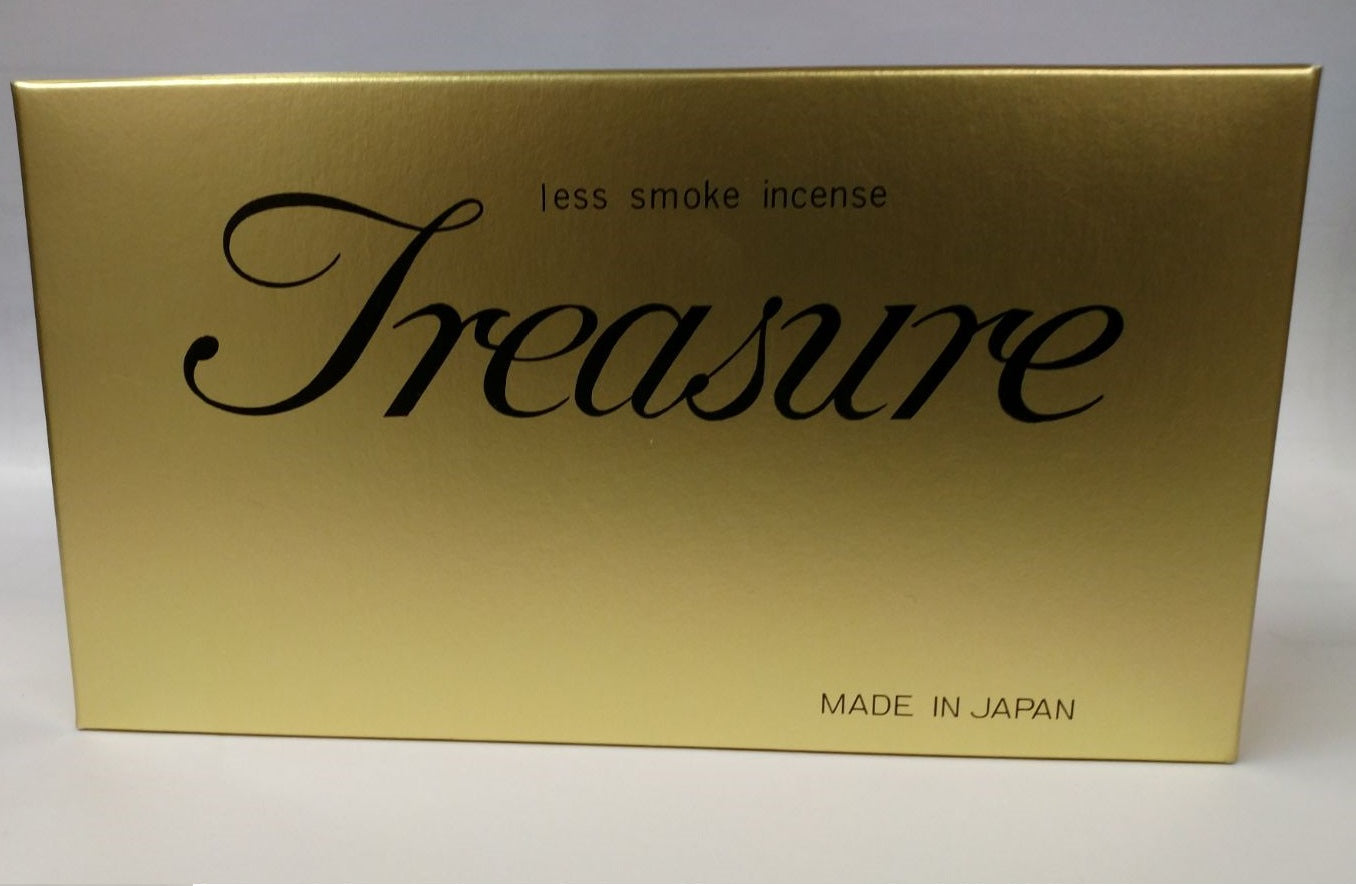 less smoke incense
Treasure
MADE IN JAPAN